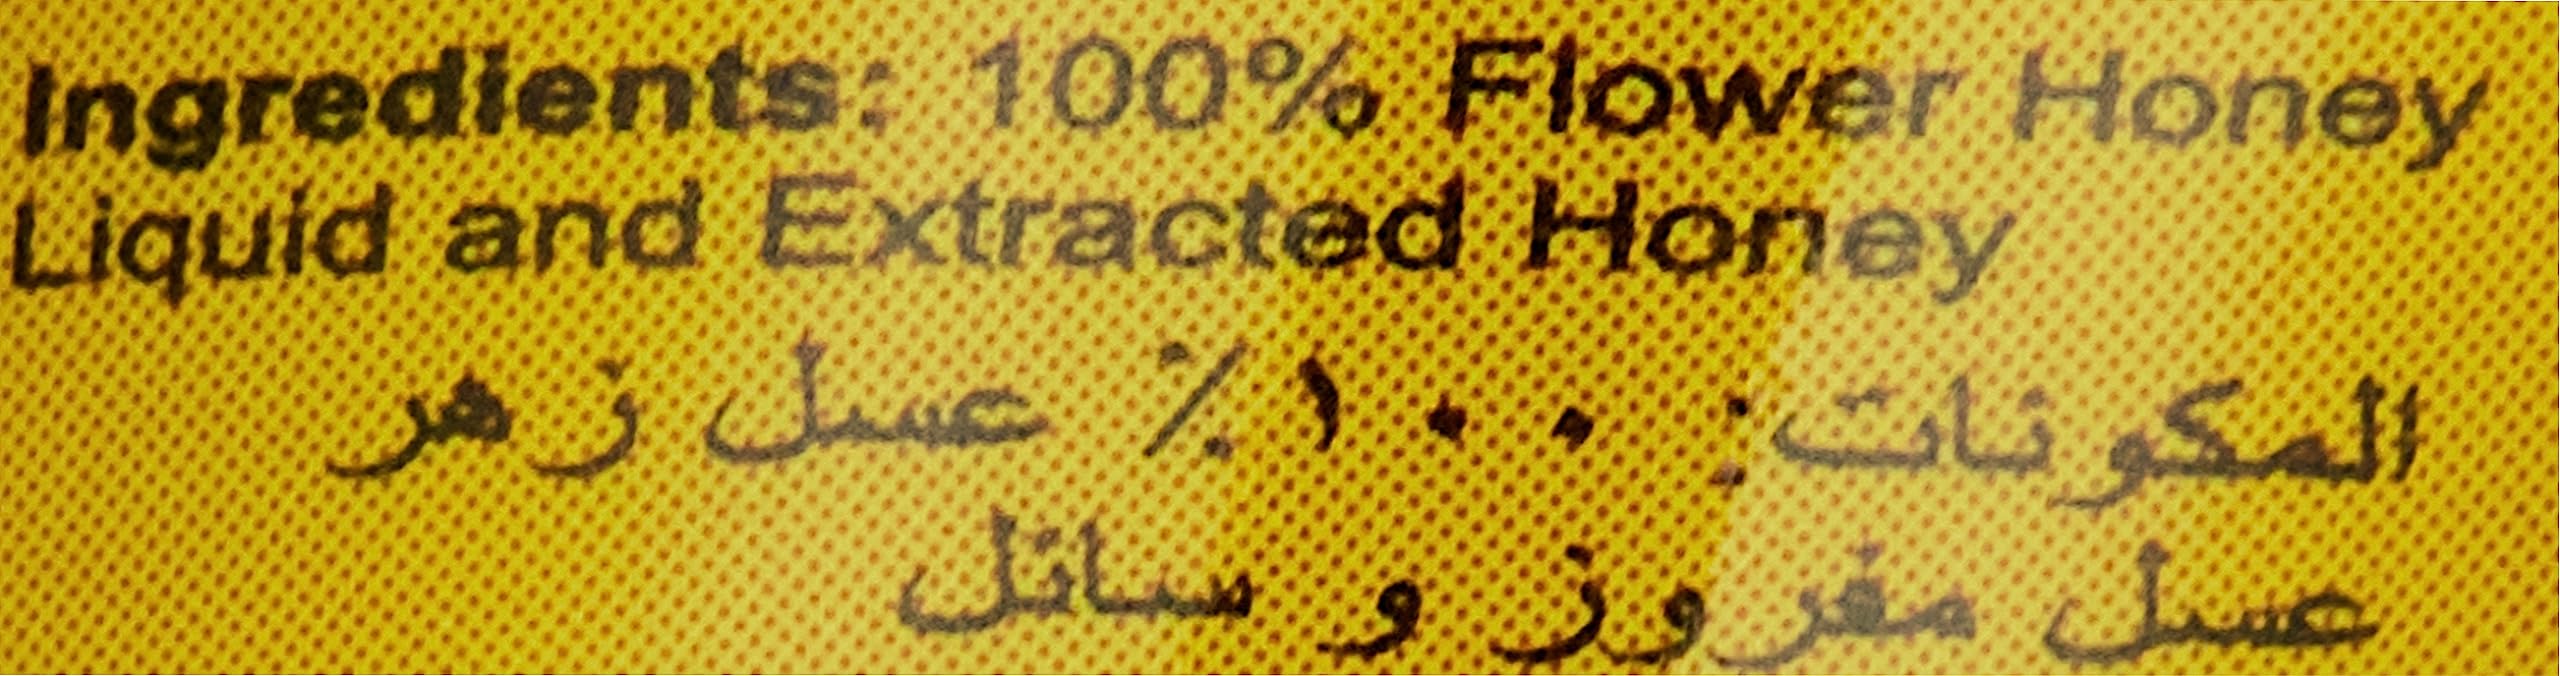 Ingredients: 100% Flower Honey
Liquid and Extracted Honey
المكونات: ١٠٠٪ عسل زهر
عسل مفروز و سائل